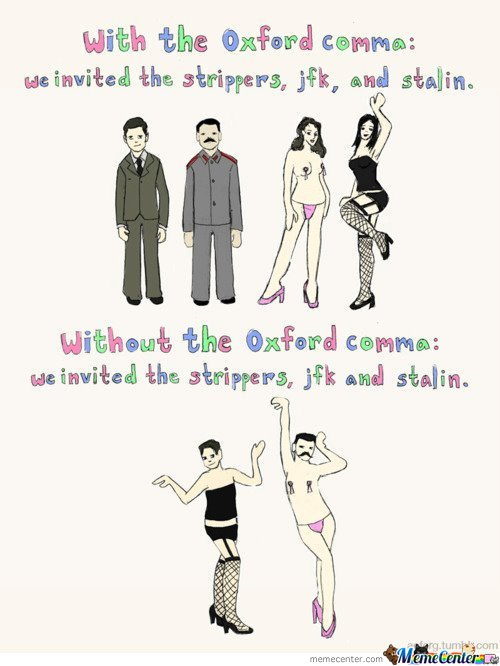 With the Oxford comma:
we invited the strippers, jfk, and stalin.
Without the Oxford comma:
we invited the strippers, jfk and stalin.
memecenter.com MemeCenter